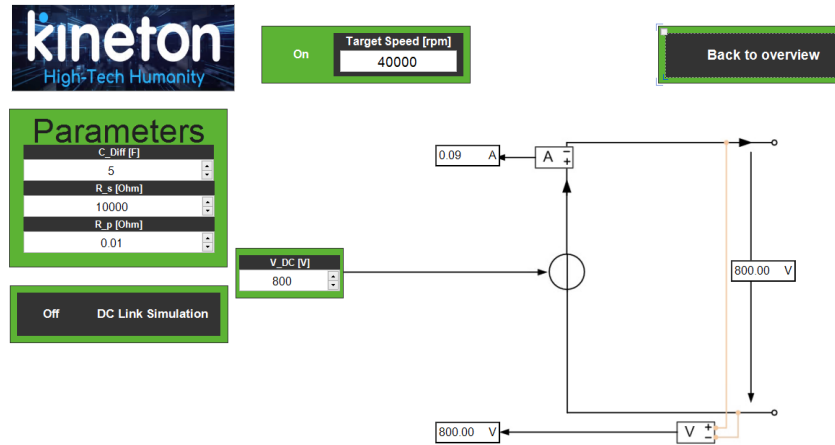 kineton
High-Tech Humanity
On
Target Speed [rpm]
40000
Back to overview
Parameters
C_Diff [F]
5
R_s [Ohm]
10000
R_p [Ohm]
0.01
V_DC [V]
800
Off DC Link Simulation
0.09 A
A − +
800.00 V
800.00 V
V + −